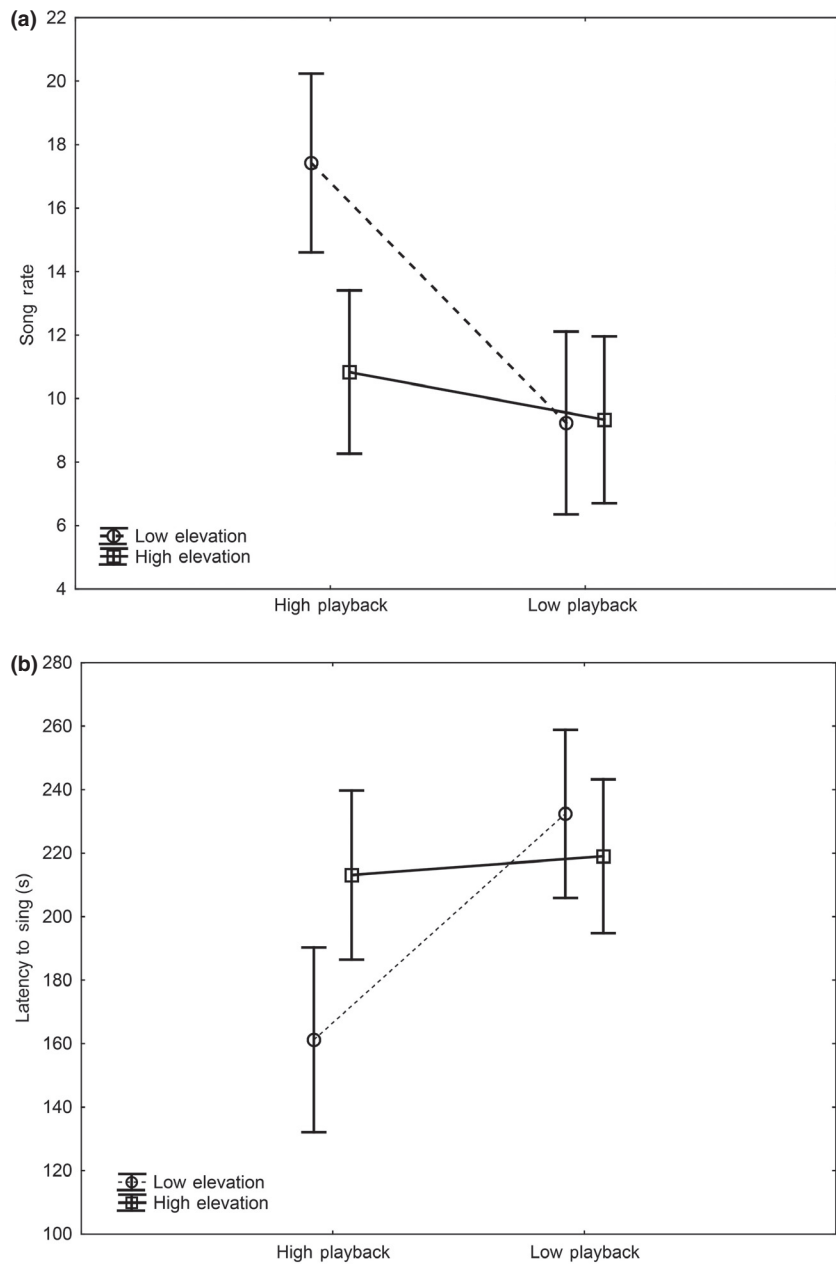 (a)
22
20
18
16
14
12
10
8
6
4
Song rate
Low elevation
High elevation
High playback Low playback
(b)
280
260
240
220
200
180
160
140
120
100
Latency to sing (s)
Low elevation
High elevation
High playback Low playback